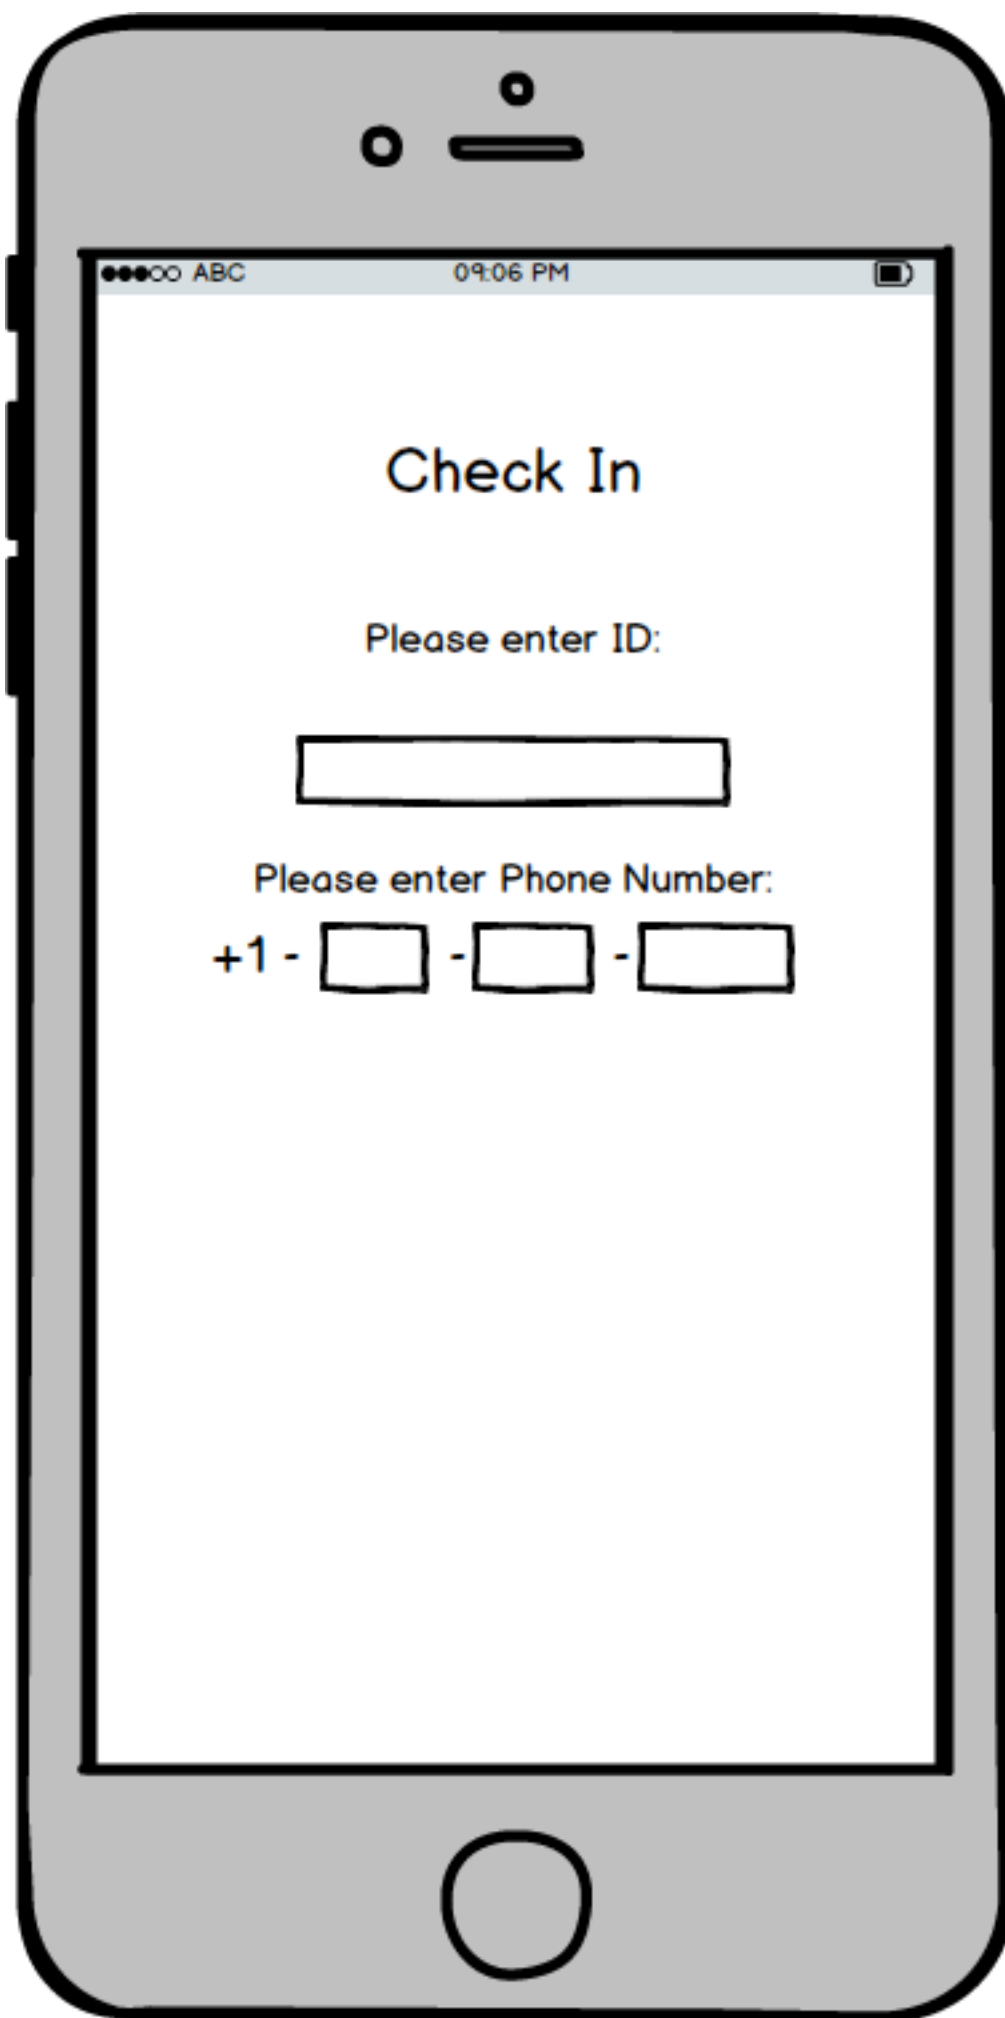 ABC 09:06 PM
Check In
Please enter ID:
Please enter Phone Number:
+1 - - -